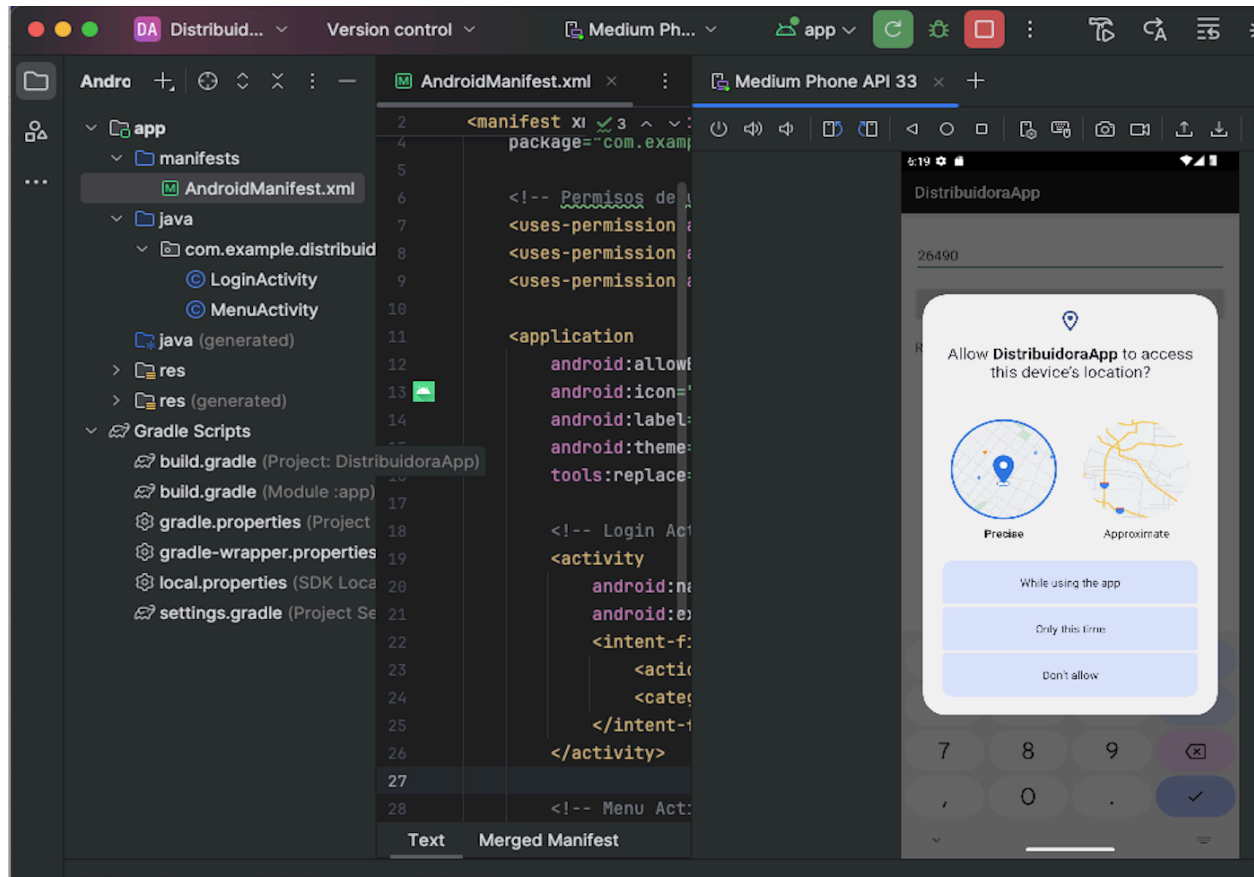 DA Distribuid... Version control Medium Ph... app
Andro
AndroidManifest.xml
Medium Phone API 33
app
manifests
AndroidManifest.xml
java
com.example.distribuid
LoginActivity
MenuActivity
java (generated)
res
res (generated)
Gradle Scripts
build.gradle (Project: DistribuidoraApp)
build.gradle (Module :app)
gradle.properties (Project
gradle-wrapper.properties
local.properties (SDK Loca
settings.gradle (Project Se
2 <manifest xl 3
4 package="com.examp
5
6 <!-- Permisos de
7 <uses-permission
8 <uses-permission
9 <uses-permission
10
11 <application
12 android:allow
13 android:icon="
14 android:label=
android:theme=
tools:replace=
17
18 <!-- Login Act
19 <activity
20 android:na
21 android:ex
22 <intent-f
23 <actio
24 <categ
25 </intent-f
26 </activity>
27
28 <!-- Menu Act
Text Merged Manifest
6:19
DistribuidoraApp
26490
R
Allow DistribuidoraApp to access
this device's location?
Precise Approximate
While using the app
Only this time
Don't allow
7 8 9
, 0 .